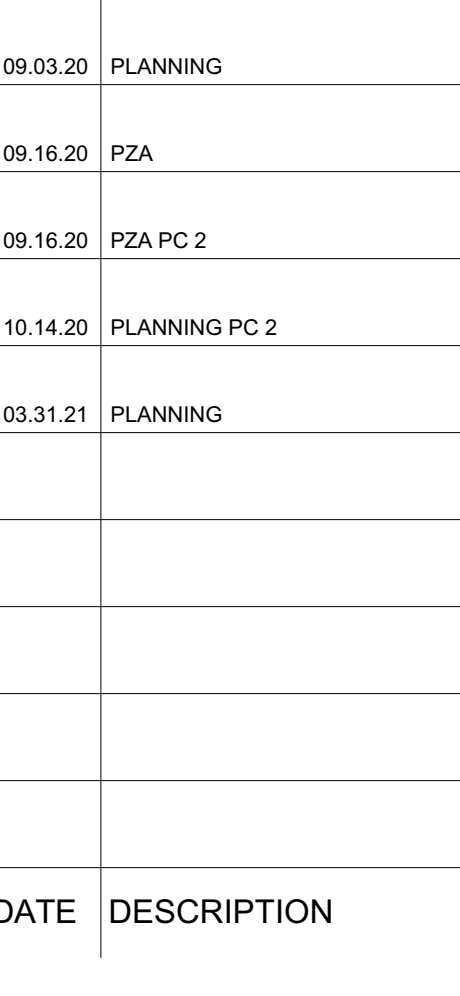 09.03.20 PLANNING
09.16.20 PZA
09.16.20 PZA PC 2
10.14.20 PLANNING PC 2
03.31.21 PLANNING
DATE DESCRIPTION